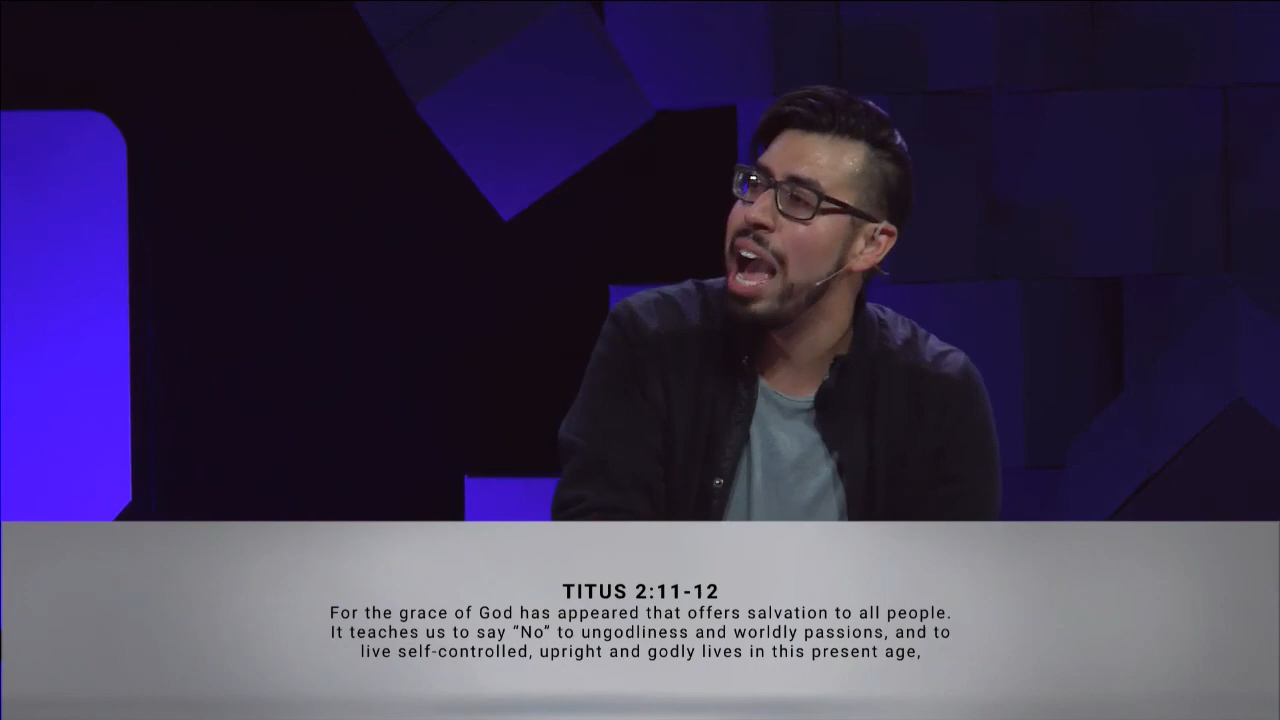 TITUS 2:11-12
For the grace of God has appeared that offers salvation to all people.
It teaches us to say “No” to ungodliness and worldly passions, and to
live self-controlled, upright and godly lives in this present age,